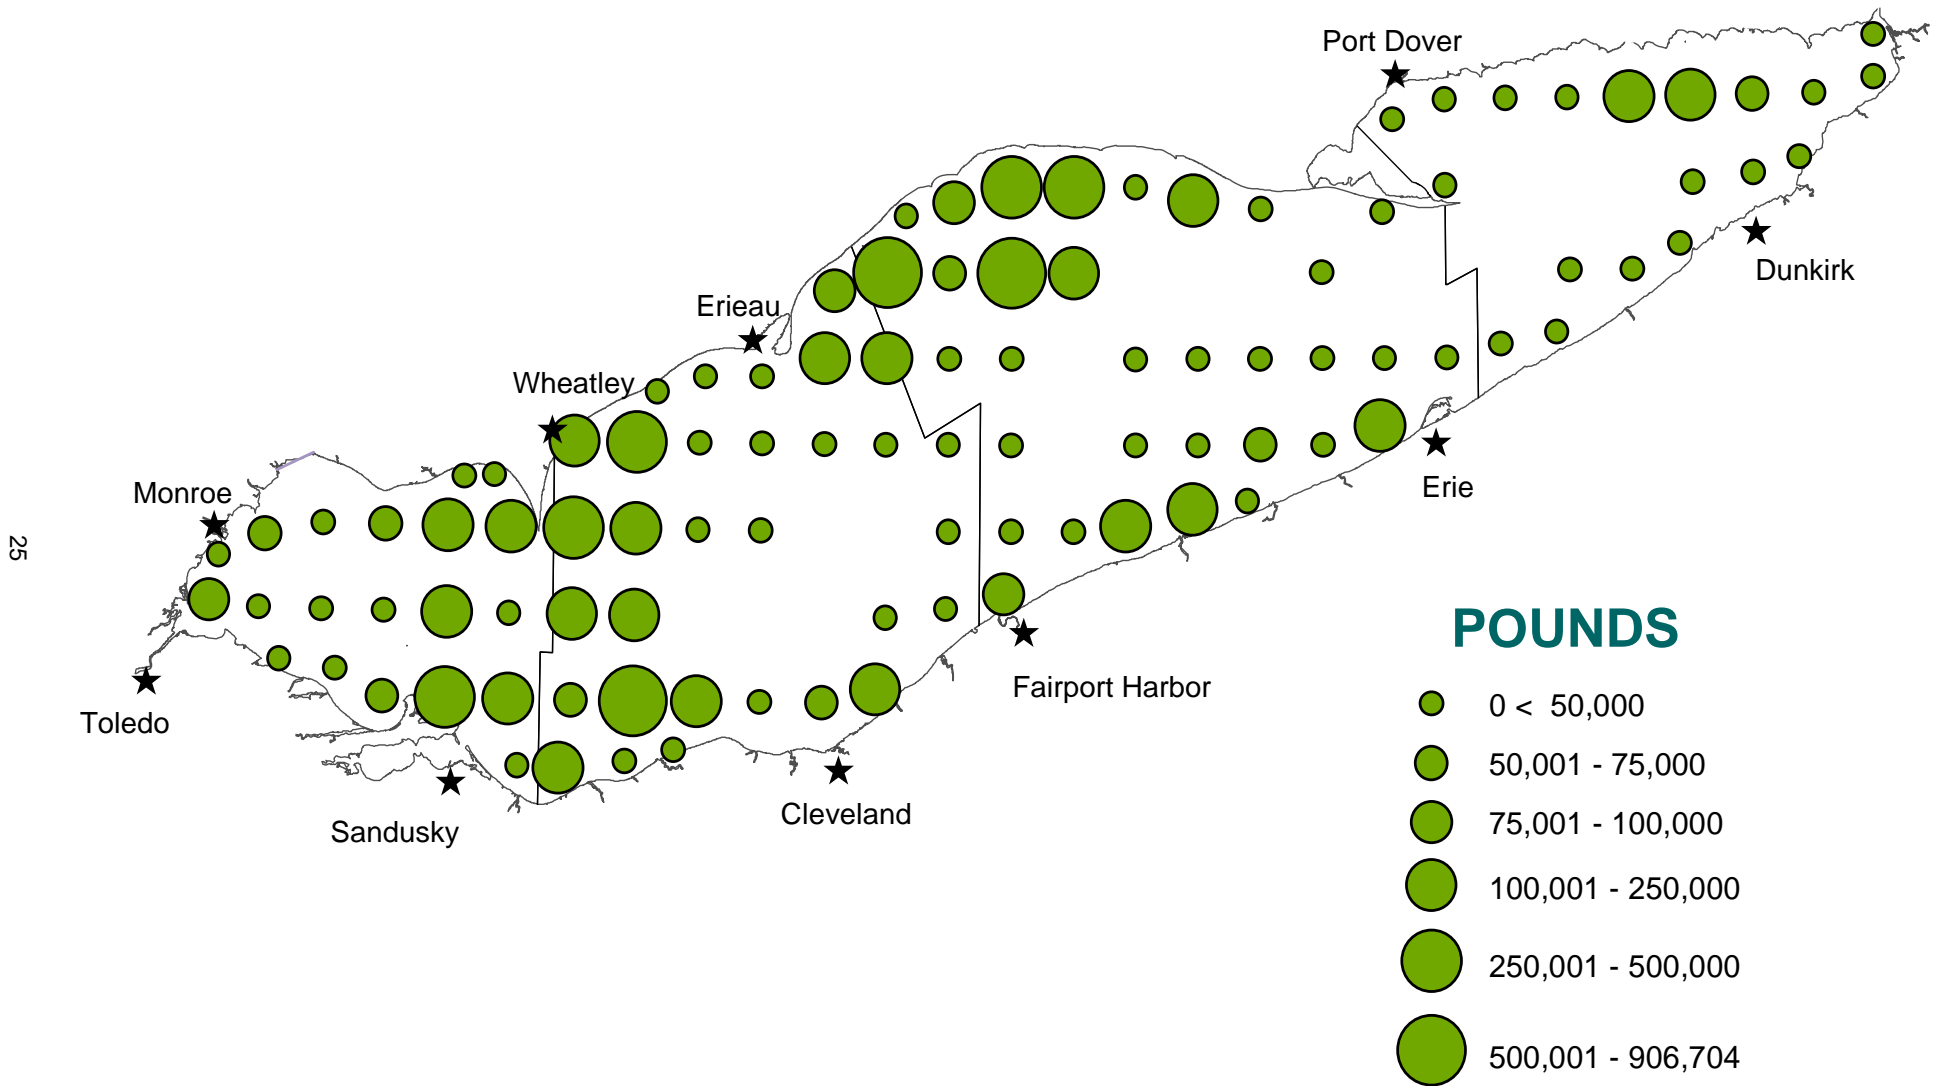 Port Dover
Dunkirk
Erieau
Wheatley
Monroe
Erie
25
Toledo
Fairport Harbor
Sandusky
Cleveland
POUNDS
0 < 50,000
50,001 - 75,000
75,001 - 100,000
100,001 - 250,000
250,001 - 500,000
500,001 - 906,704